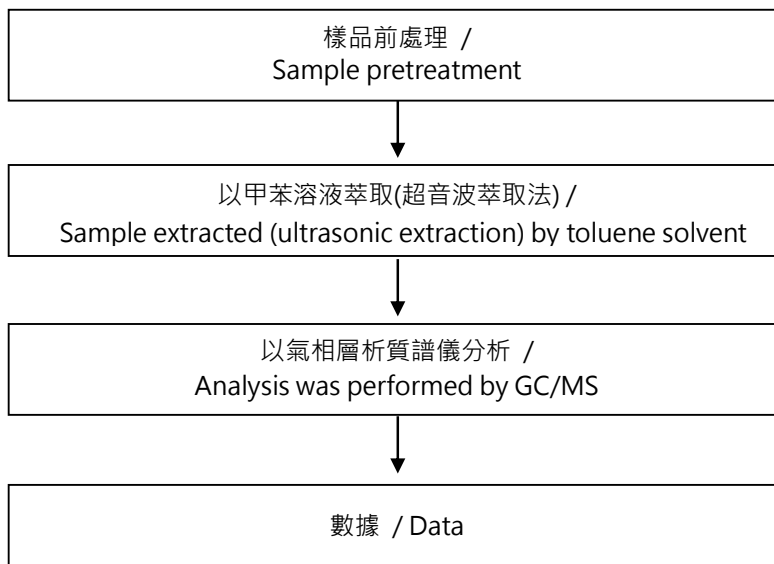 樣品前處理 /
Sample pretreatment
以甲苯溶液萃取(超音波萃取法) /
Sample extracted (ultrasonic extraction) by toluene solvent
以氣相層析質譜儀分析 /
Analysis was performed by GC/MS
數據 / Data